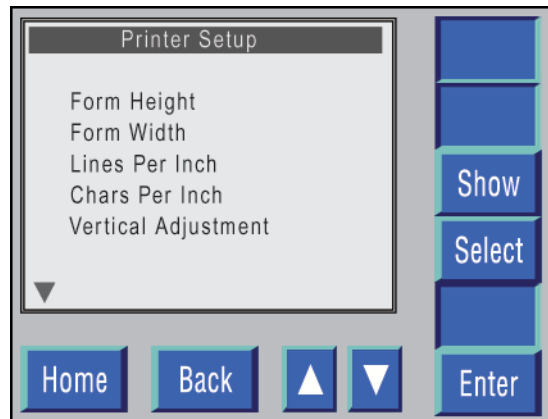 Printer Setup
Form Height
Form Width
Lines Per Inch
Chars Per Inch
Vertical Adjustment
Show
Select
Home
Back
Enter